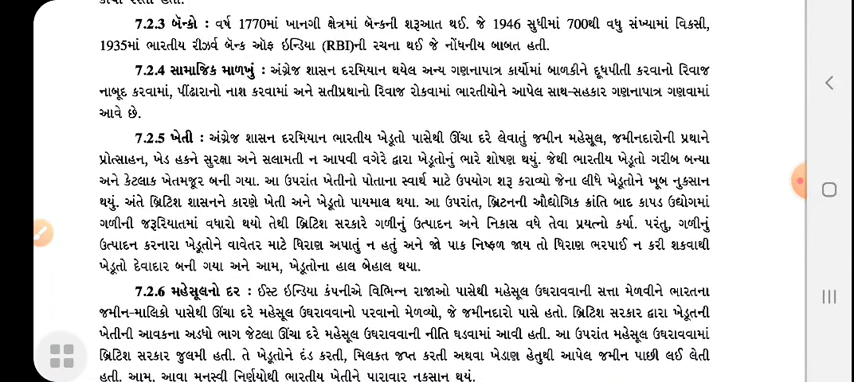 7.2.3 બૅન્કો : વર્ષ 1770માં ખાનગી ક્ષેત્રમાં બૅન્કની શરૂઆત થઈ. જે 1946 સુધીમાં 700થી વધુ સંખ્યામાં વિકસી,
1935માં ભારતીય રીઝર્વ બૅન્ક ઑફ ઇન્ડિયા (RBI)ની રચના થઈ જે નોંધનીય બાબત હતી.
7.2.4 સામાજિક માળખું : અંગ્રેજ શાસન દરમિયાન થયેલ અન્ય ગણનાપાત્ર કાર્યોમાં બાળકીને દૂધપીતી કરવાનો રિવાજ
નાબૂદ કરવામાં, પીંઢારાનો નાશ કરવામાં અને સતીપ્રથાનો રિવાજ રોકવામાં ભારતીયોને આપેલ સાથ-સહકાર ગણનાપાત્ર ગણવામાં
આવે છે.
7.2.5 ખેતી : અંગ્રેજ શાસન દરમિયાન ભારતીય ખેડૂતો પાસેથી ઊંચા દરે લેવાતું જમીન મહેસૂલ, જમીનદારોની પ્રથાને
પ્રોત્સાહન, ખેડ હકને સુરક્ષા અને સલામતી ન આપવી વગેરે દ્વારા ખેડૂતોનું ભારે શોષણ થયું. જેથી ભારતીય ખેડૂતો ગરીબ બન્યા
અને કેટલાક ખેતમજૂર બની ગયા. આ ઉપરાંત ખેતીનો પોતાના સ્વાર્થ માટે ઉપયોગ શરૂ કરાવ્યો જેના લીધે ખેડૂતોને ખૂબ નુકસાન
થયું. અંતે બ્રિટિશ શાસનને કારણે ખેતી અને ખેડૂતો પાયમાલ થયા. આ ઉપરાંત, બ્રિટનની ઔદ્યોગિક ક્રાંતિ બાદ કાપડ ઉદ્યોગમાં
ગળીની જરૂરિયાતમાં વધારો થયો તેથી બ્રિટિશ સરકારે ગળીનું ઉત્પાદન અને નિકાસ વધે તેવા પ્રયત્નો કર્યા. પરંતુ, ગળીનું
ઉત્પાદન કરનારા ખેડૂતોને વાવેતર માટે ધિરાણ અપાતું ન હતું અને જો પાક નિષ્ફળ જાય તો ધિરાણ ભરપાઈ ન કરી શકવાથી
ખેડૂતો દેવાદાર બની ગયા અને આમ, ખેડૂતોના હાલ બેહાલ થયા.
7.2.6 મહેસૂલનો દર : ઈસ્ટ ઇન્ડિયા કંપનીએ વિભિન્ન રાજાઓ પાસેથી મહેસૂલ ઉઘરાવવાની સત્તા મેળવીને ભારતના
જમીન-માલિકો પાસેથી ઊંચા દરે મહેસૂલ ઉઘરાવવાનો પરવાનો મેળવ્યો, જે જમીનદારો પાસે હતો. બ્રિટિશ સરકાર દ્વારા ખેડૂતની
ખેતીની આવકના અડધો ભાગ જેટલા ઊંચા દરે મહેસૂલ ઉઘરાવવાની નીતિ ઘડવામાં આવી હતી. આ ઉપરાંત મહેસૂલ ઉઘરાવવામાં
બ્રિટિશ સરકાર જુલમી હતી. તે ખેડૂતોને દંડ કરતી, મિલકત જપ્ત કરતી અથવા ખેડાણ હેતુથી આપેલ જમીન પાછી લઈ લેતી
હતી. આમ, આવા મનસ્વી નિર્ણયોથી ભારતીય ખેતીને પારાવાર નુકસાન થયું.